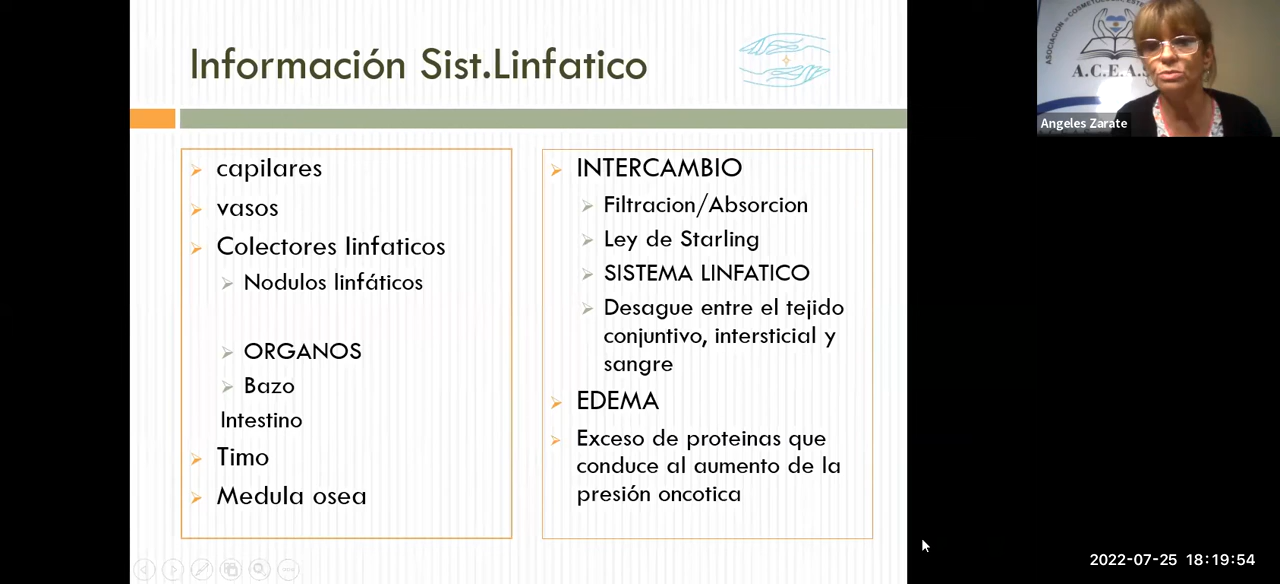 Información Sist.Linfatico
capilares
vasos
Colectores linfaticos
Nodulos linfáticos
ORGANOS
Bazo
Intestino
Timo
Medula osea
INTERCAMBIO
Filtracion/Absorcion
Ley de Starling
SISTEMA LINFATICO
Desague entre el tejido
conjuntivo, intersticial y
sangre
EDEMA
Exceso de proteinas que
conduce al aumento de la
presión oncotica
A.C.E.A.
Angeles Zarate
2022-07-25 18:19:54